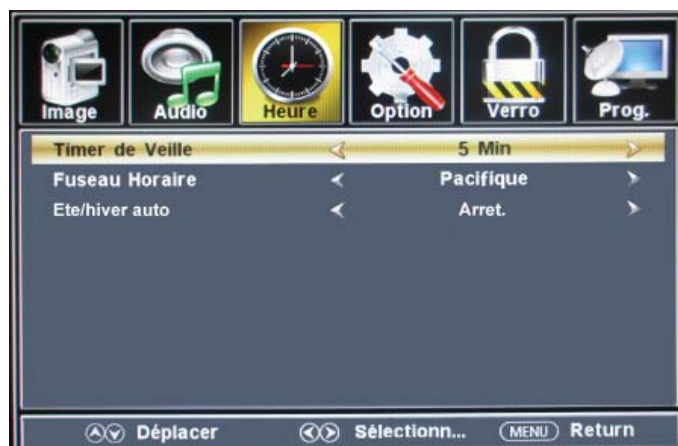 Image Audio Heure Option Verro Prog.
Timer de Veille 5 Min
Fuseau Horaire Pacifique
Ete/hiver auto Arret.
Déplacer Sélectionn... MENU Return